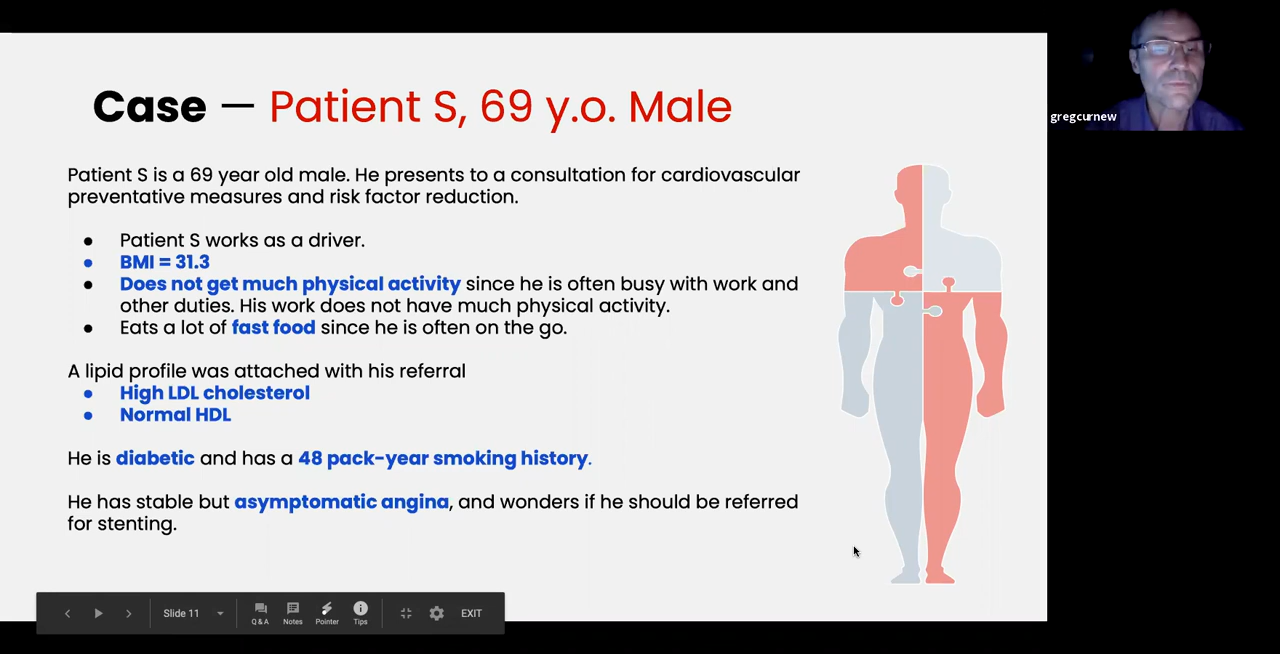 Case — Patient S, 69 y.o. Male
gregcurnew
Patient S is a 69 year old male. He presents to a consultation for cardiovascular
preventative measures and risk factor reduction.
● Patient S works as a driver.
● BMI = 31.3
● Does not get much physical activity since he is often busy with work and
other duties. His work does not have much physical activity.
● Eats a lot of fast food since he is often on the go.
A lipid profile was attached with his referral
● High LDL cholesterol
● Normal HDL
He is diabetic and has a 48 pack-year smoking history.
He has stable but asymptomatic angina, and wonders if he should be referred
for stenting.
Slide 11
Q & A
Notes
Pointer
Tips
EXIT